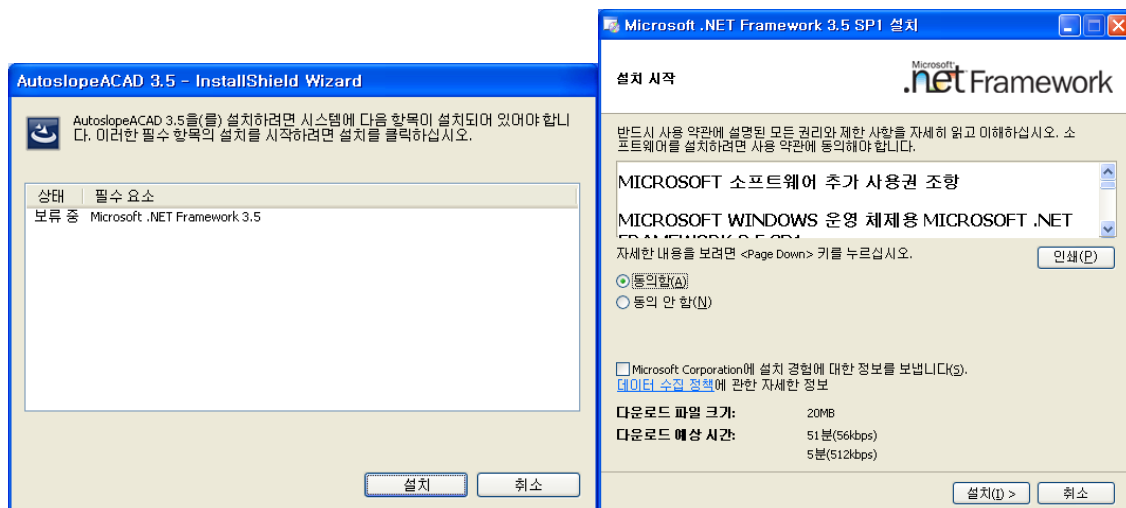 AutoslopeACAD 3.5 - InstallShield Wizard
AutoslopeACAD 3.5을(를) 설치하려면 시스템에 다음 항목이 설치되어 있어야 합니
다. 이러한 필수 항목의 설치를 시작하려면 설치를 클릭하십시오.
상태 필수 요소
보류 중 Microsoft .NET Framework 3.5
설치 취소
Microsoft .NET Framework 3.5 SP1 설치
설치 시작
Microsoft
.net Framework
반드시 사용 약관에 설명된 모든 권리와 제한 사항을 자세히 읽고 이해하십시오. 소
프트웨어를 설치하려면 사용 약관에 동의해야 합니다.
MICROSOFT 소프트웨어 추가 사용권 조항
MICROSOFT WINDOWS 운영 체제용 MICROSOFT .NET
FRAMEWORK 3.5 SP1
자세한 내용을 보려면 <Page Down> 키를 누르십시오.
인쇄(P)
동의함(A)
동의 안 함(N)
Microsoft Corporation에 설치 경험에 대한 정보를 보냅니다(S).
데이터 수집 정책에 관한 자세한 정보
다운로드 파일 크기: 20MB
다운로드 예상 시간: 51분(56kbps)
5분(512kbps)
설치(I) > 취소